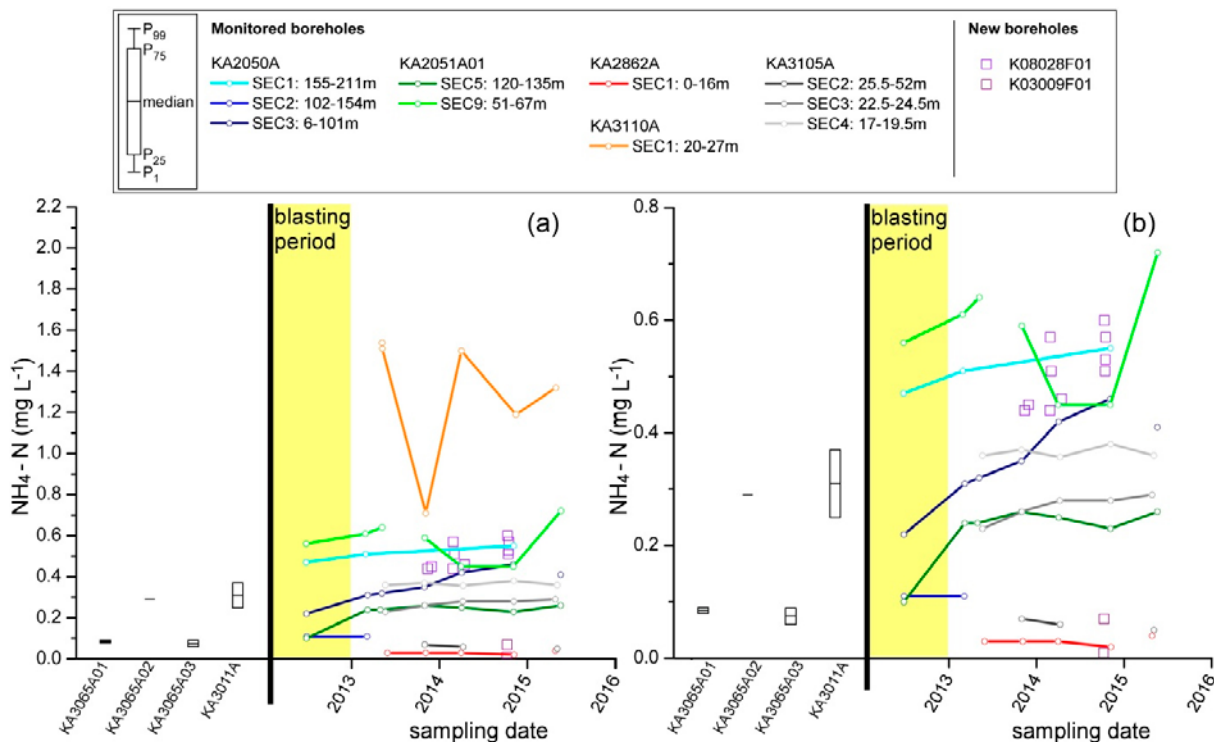 P99
P75
median
P25
P1
Monitored boreholes
New boreholes
KA2050A
SEC1: 155-211m
SEC2: 102-154m
SEC3: 6-101m
KA2051A01
SEC5: 120-135m
SEC9: 51-67m
KA2862A
SEC1: 0-16m
KA3110A
SEC1: 20-27m
KA3105A
SEC2: 25.5-52m
SEC3: 22.5-24.5m
SEC4: 17-19.5m
K08028F01
K03009F01
2.2
2.0
1.8
1.6
1.4
1.2
1.0
0.8
0.6
0.4
0.2
0.0
NH4 - N (mg L-1)
blasting
period
(a)
KA3065A01
KA3065A02
KA3065A03
KA3011A
2013
2014
2015
2016
sampling date
0.8
0.6
0.4
0.2
0.0
NH4 - N (mg L-1)
blasting
period
(b)
KA3065A01
KA3065A02
KA3065A03
KA3011A
2013
2014
2015
2016
sampling date